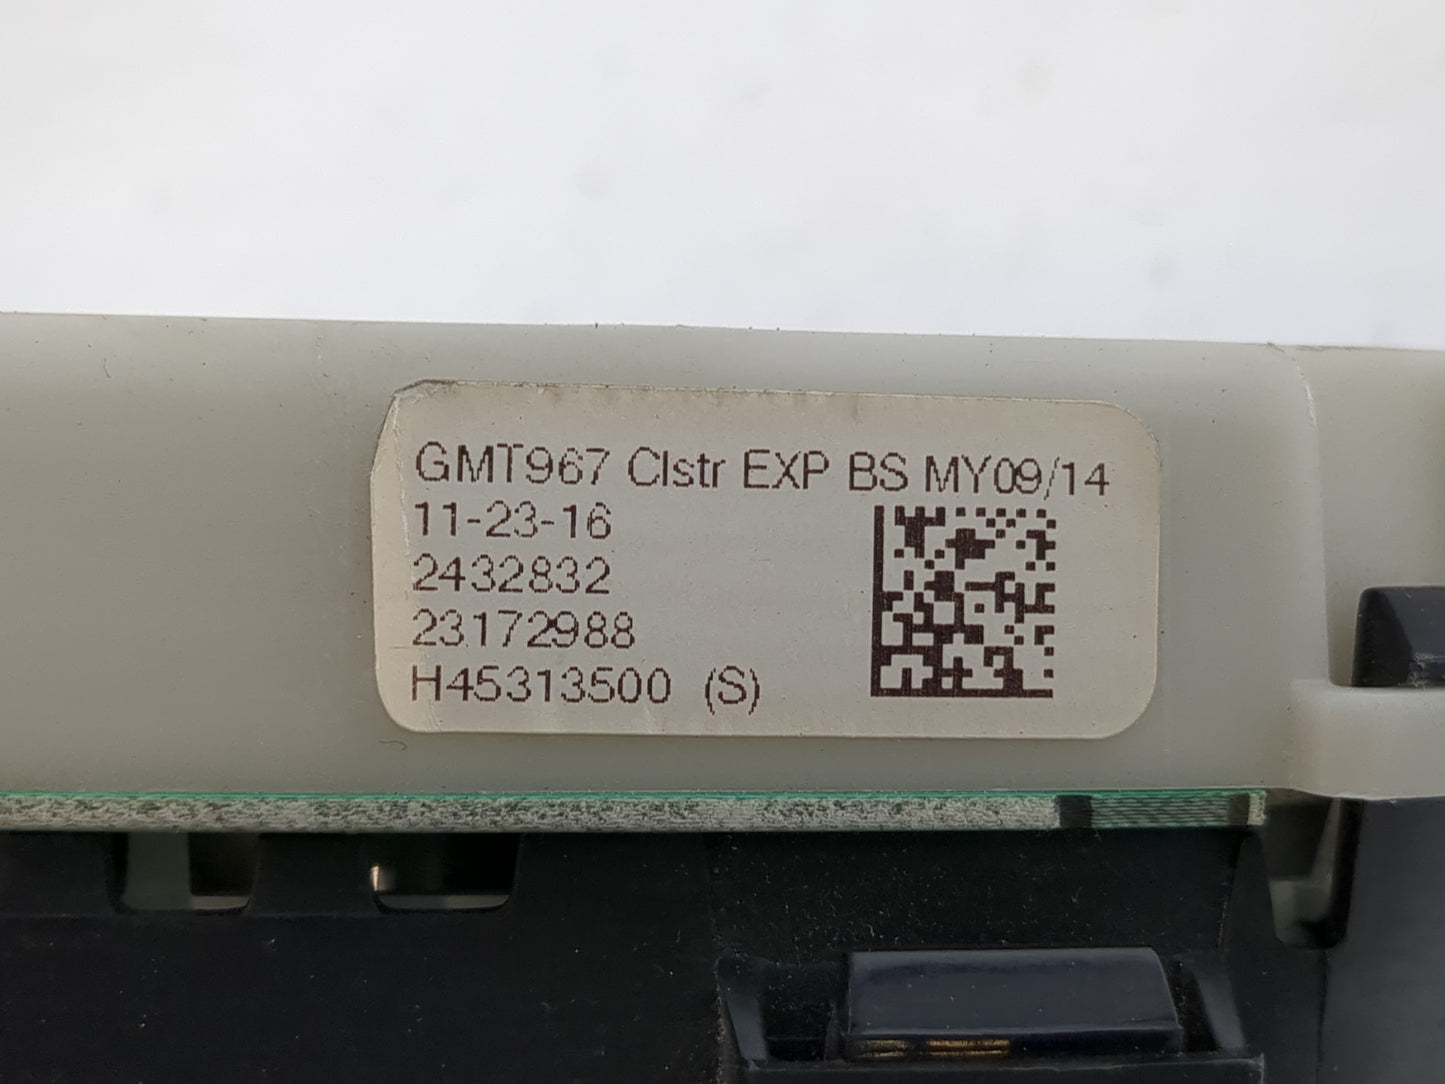 GMT967 Clstr EXP BS MY09/14
11-23-16
2432832
23172988
H45313500 (S)